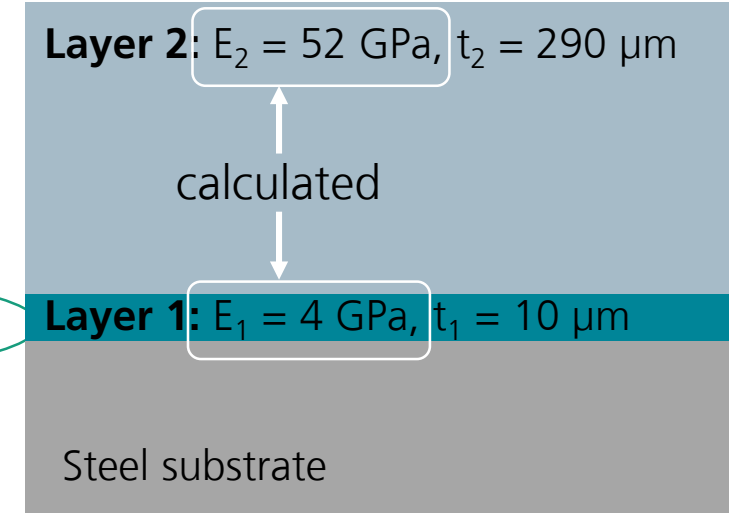 Layer 2: E₂ = 52 GPa, t₂ = 290 µm
calculated
Layer 1: E₁ = 4 GPa, t₁ = 10 µm
Steel substrate